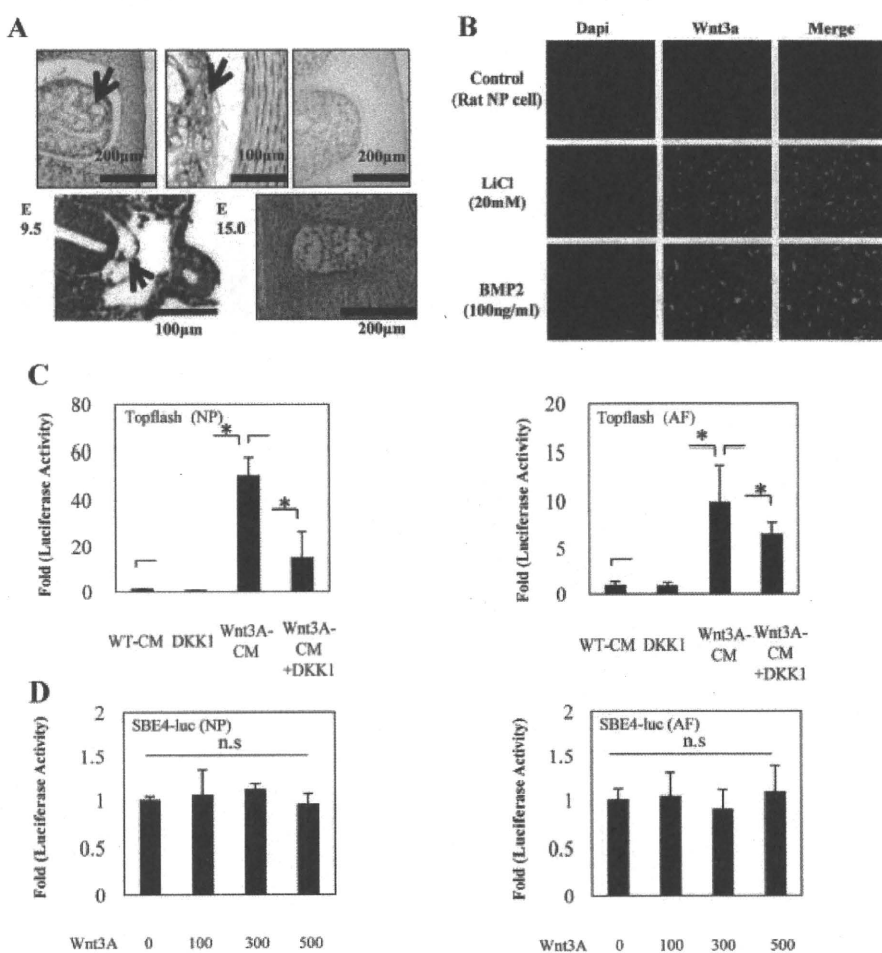 A
200μm
100μm
200μm
E
9.5
100μm
E
15.0
200μm
B
Dapi
Wnt3a
Merge
Control
(Rat NP cell)
LiCl
(20mM)
BMP2
(100ng/ml)
C
Fold (Luciferase Activity)
80
60
40
20
0
Topflash (NP)
*
*
WT-CM
DKK1
Wnt3A-
CM
Wnt3A-
CM
+DKK1
Fold (Luciferase Activity)
20
15
10
5
0
Topflash (AF)
*
*
WT-CM
DKK1
Wnt3A-
CM
Wnt3A-
CM
+DKK1
D
Fold (Luciferase Activity)
2
1.5
1
0.5
0
SBE4-luc (NP)
n.s
Wnt3A 0 100 300 500
Fold (Luciferase Activity)
2
1.5
1
0.5
0
SBE4-luc (AF)
n.s
Wnt3A 0 100 300 500